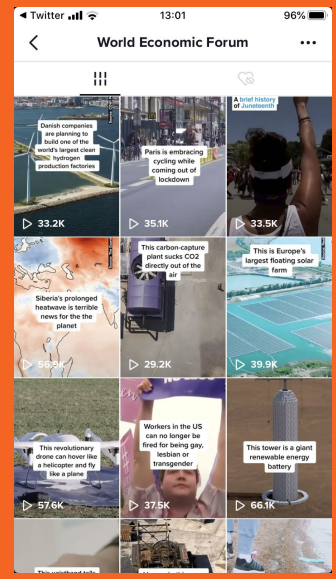 Twitter
13:01
96%
World Economic Forum
Danish companies
are planning to
build one of the
world's largest clean
hydrogen
production factories
33.2K
Paris is embracing
cycling while
coming out of
lockdown
35.1K
A brief history
of Juneteenth
33.5K
Siberia's prolonged
heatwave is terrible
news for the the
planet
56.9K
This carbon-capture
plant sucks CO2
directly out of the
air
29.2K
This is Europe's
largest floating solar
farm
39.9K
This revolutionary
drone can hover like
a helicopter and fly
like a plane
57.6K
Workers in the US
can no longer be
fired for being gay,
lesbian or
transgender
37.5K
This tower is a giant
renewable energy
battery
66.1K
This wristband tells